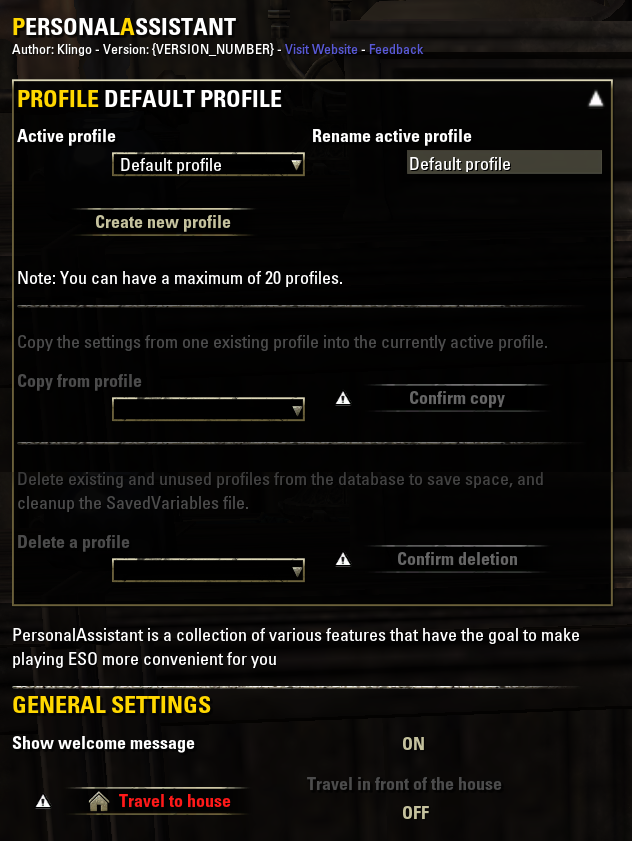 PERSONALASSISTANT
Author: Klingo - Version: {VERSION_NUMBER} - Visit Website - Feedback
PROFILE DEFAULT PROFILE
Active profile
Rename active profile
Default profile
Default profile
Create new profile
Note: You can have a maximum of 20 profiles.
Copy the settings from one existing profile into the currently active profile.
Copy from profile
Confirm copy
Delete existing and unused profiles from the database to save space, and
cleanup the SavedVariables file.
Delete a profile
Confirm deletion
PersonalAssistant is a collection of various features that have the goal to make
playing ESO more convenient for you
GENERAL SETTINGS
Show welcome message
ON
Travel to house
Travel in front of the house
OFF